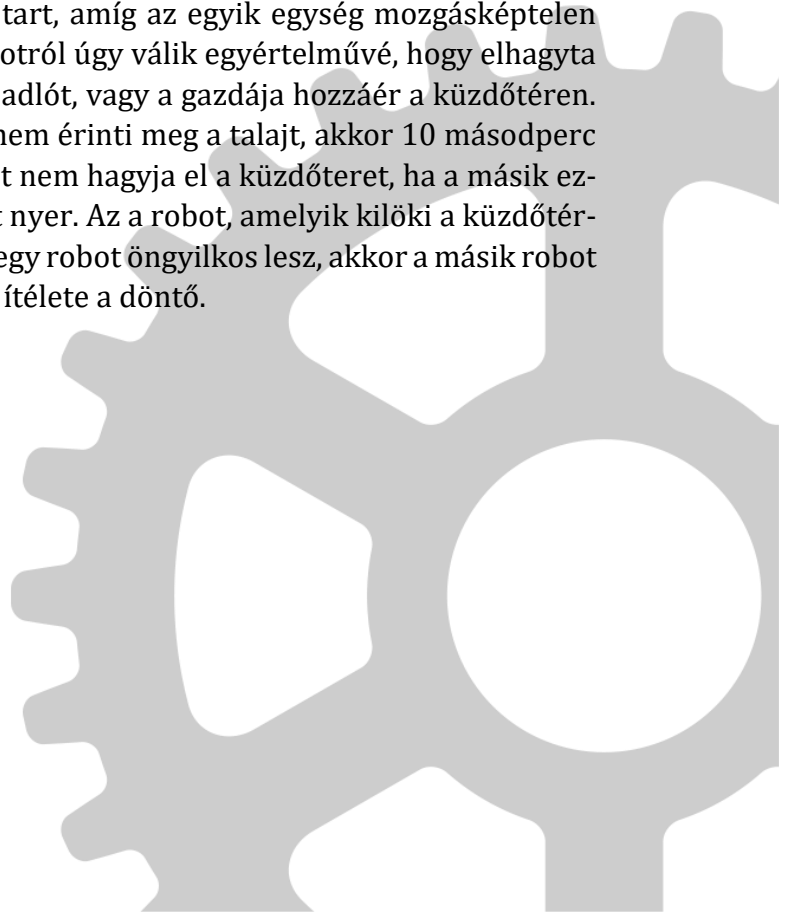 tart, amíg az egyik egység mozgásképtelen
otról úgy válik egyértelművé, hogy elhagyta
adlót, vagy a gazdája hozzáér a küzdőtéren.
nem érinti meg a talajt, akkor 10 másodperc
t nem hagyja el a küzdőteret, ha a másik ez-
t nyer. Az a robot, amelyik kilöki a küzdőtér-
egy robot öngyilkos lesz, akkor a másik robot
ítélete a döntő.